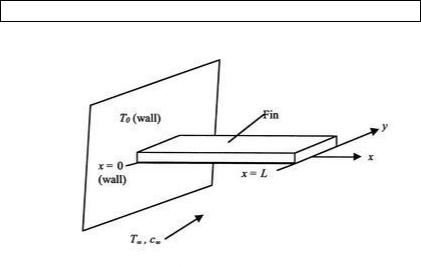 T₀ (wall)
Fin
y
x = 0
(wall)
x
x = L
T∞, c∞